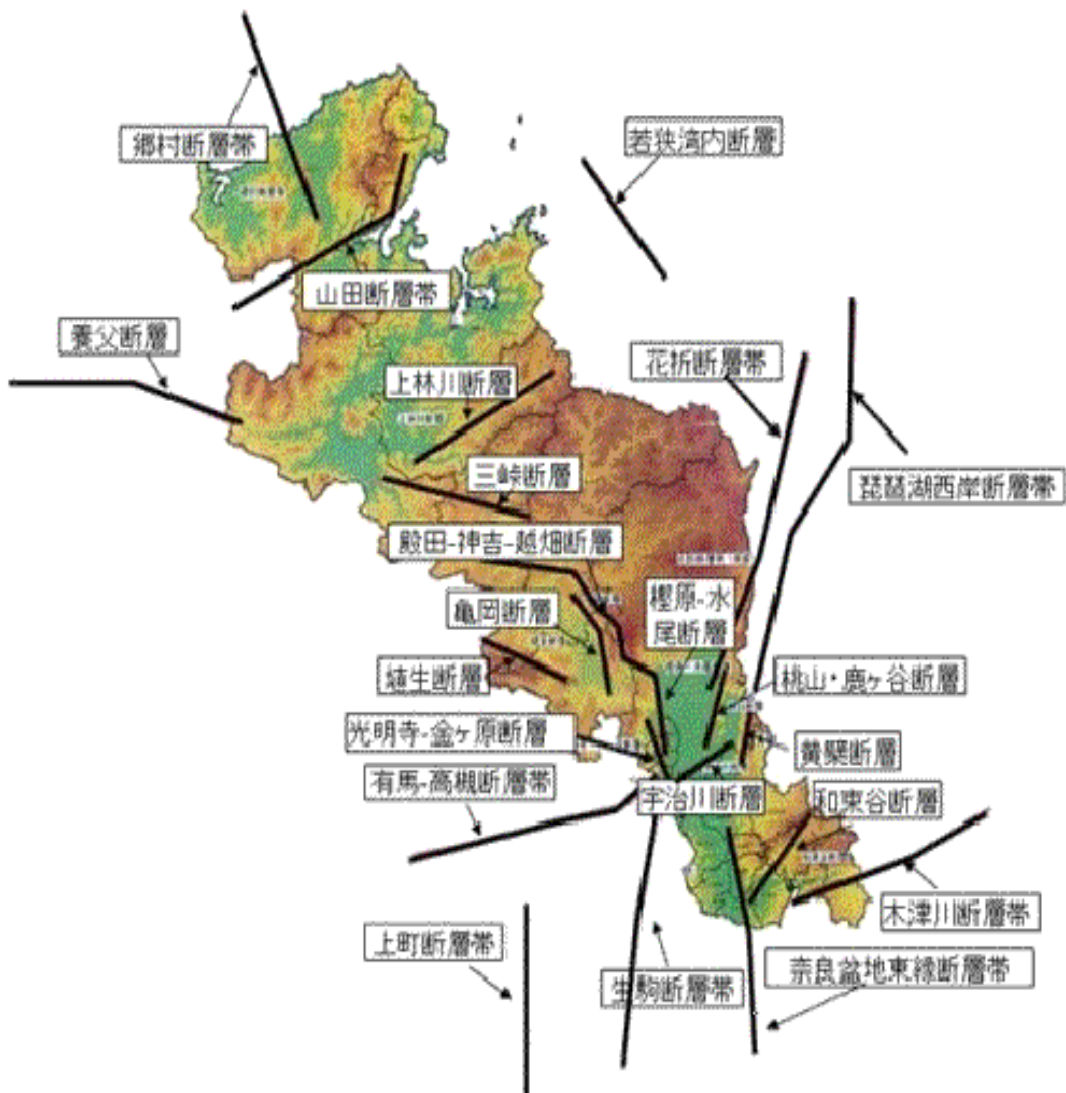 郷村断層帯
若狭湾内断層
山田断層帯
養父断層
花折断層帯
上林川断層
三峠断層
琵琶湖西岸断層帯
殿田-神吉-越畑断層
樫原-水
尾断層
亀岡断層
埴生断層
桃山・鹿ヶ谷断層
光明寺-金ヶ原断層
黄檗断層
有馬-高槻断層帯
宇治川断層
和束谷断層
木津川断層帯
上町断層帯
生駒断層帯
奈良盆地東縁断層帯